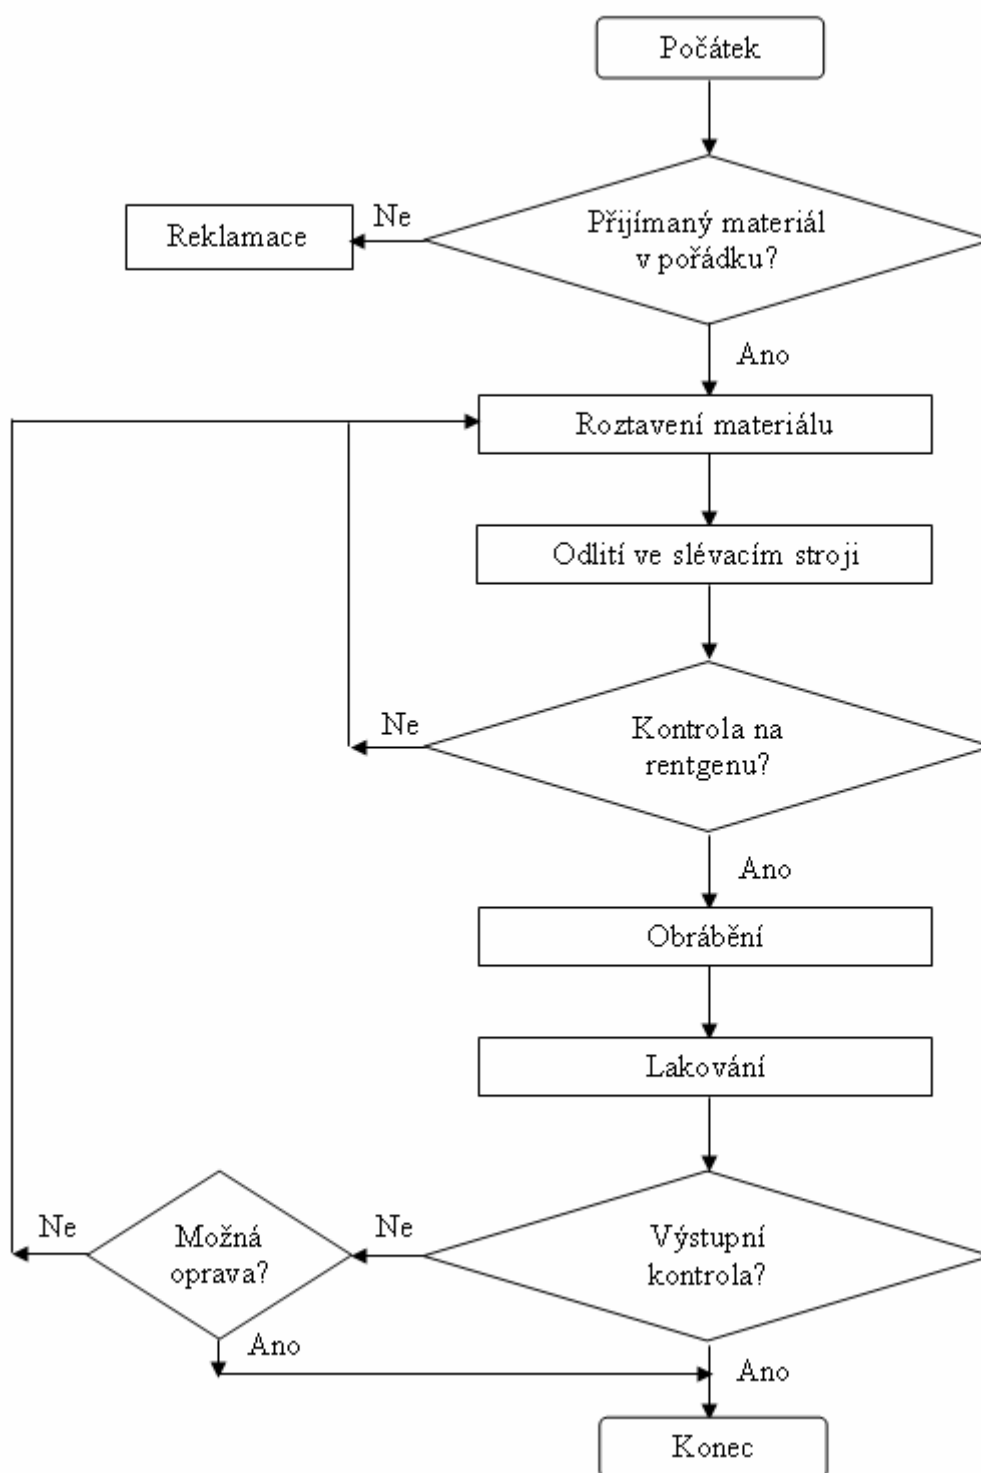 Počátek
Přijímaný materiál
v pořádku?
Ne
Reklamace
Ano
Roztavení materiálu
Odlití ve slévacím stroji
Kontrola na
rentgenu?
Ne
Ano
Obrábění
Lakování
Výstupní
kontrola?
Ne
Možná
oprava?
Ne
Ano
Ano
Konec